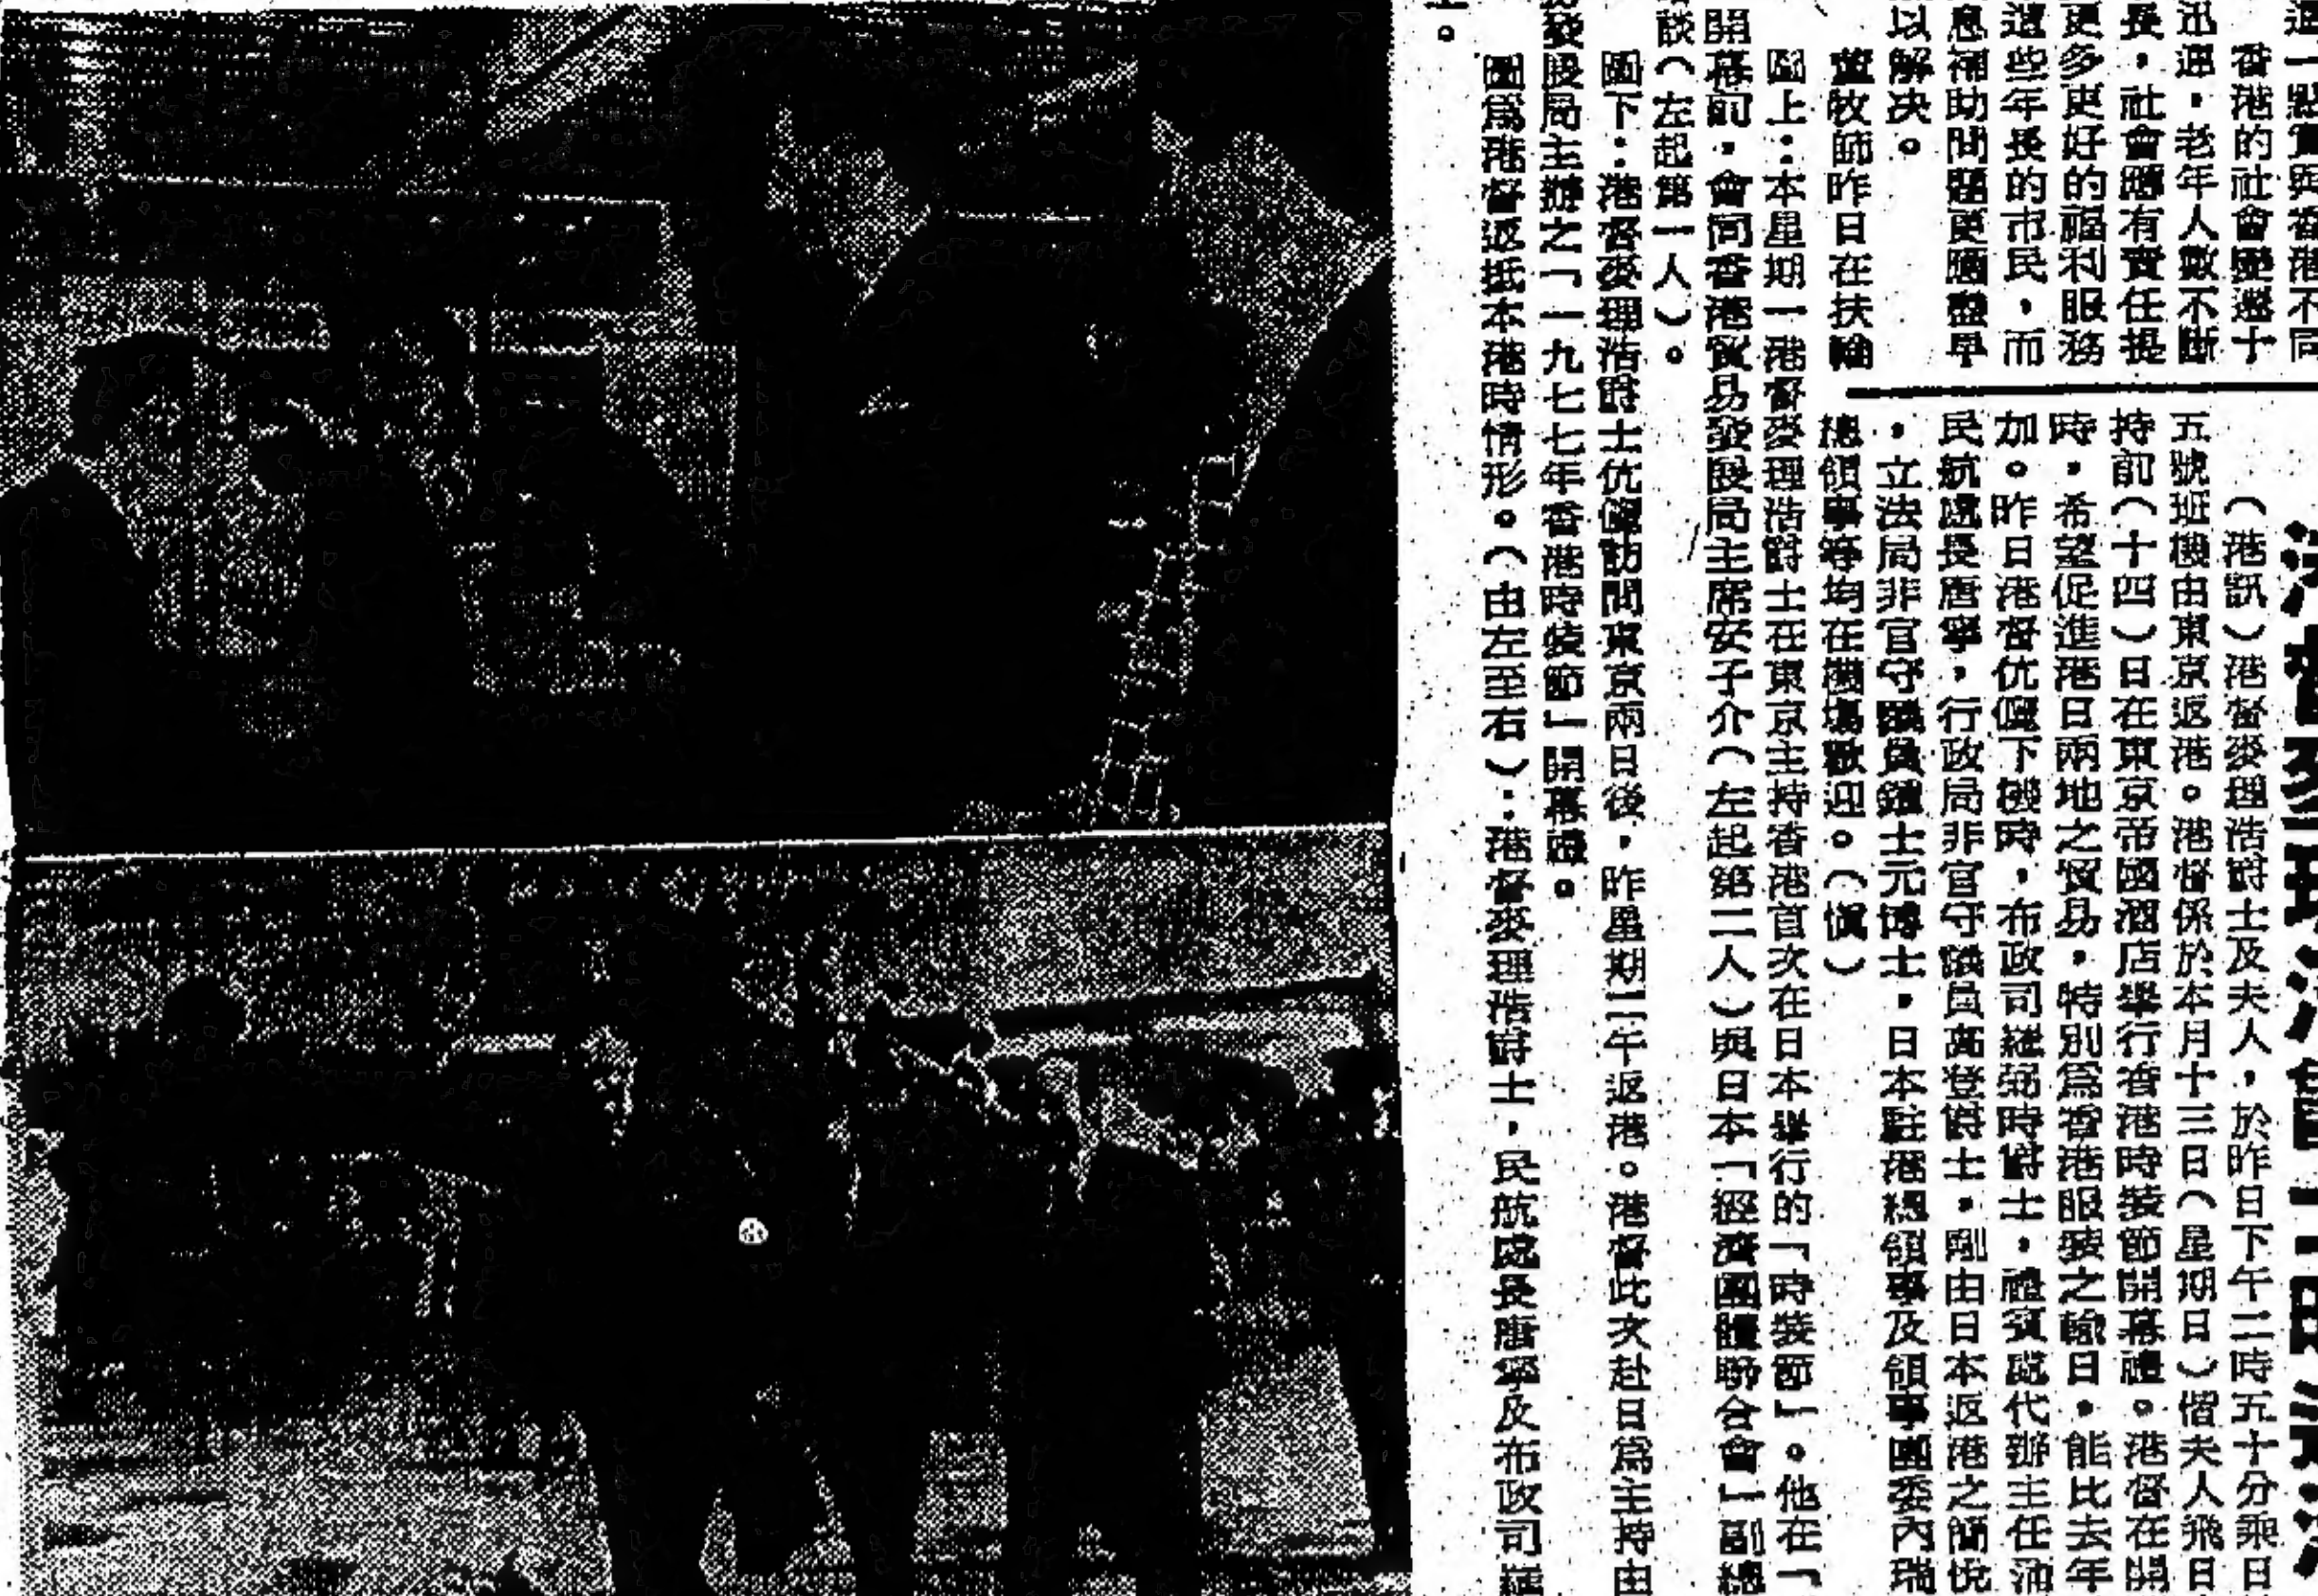 香港的社會變遷十
迅運，老年人數不斷
長，社會應有責任提
更多更好的福利服務
這些年長的市民，而
息補助問題更應盡早
以解決。
董牧師昨日在扶輪
（港訊）港督麥理浩爵士及夫人，於昨日下午二時五十分乘日
五號班機由東京返港。港督係於本月十三日（星期日）偕夫人飛日
持前（十四）日在東京帝國酒店舉行香港時裝節開幕禮。港督在開
時，希望促進港日兩地之貿易，特別為香港服裝之輸日，能比去年
加。昨日港督伉儷下機時，布政司羅弼時爵士，禮賓處代辦主任
民航處長唐寧，行政局非官守議員高登爵士，剛由日本返港之簡悅
，立法局非官守議員鍾士元博士，日本駐港總領事及領事團委內瑞
總領事等均在機場歡迎。（慎）
圖上：本星期一港督麥理浩爵士在東京主持香港首次在日本舉行的「時裝節」。他在「
開幕前，會同香港貿易發展局主席安子介（左起第二人）與日本「經濟團體聯合會」副總
談（左起第一人）。
圖下：港督麥理浩爵士伉儷訪問東京兩日後，昨星期二午返港。港督此次赴日為主持由
發展局主辦之「一九七七年香港時裝節」開幕禮。
圖為港督返抵本港時情形。（由左至右）：港督麥理浩爵士，民航處長唐寧及布政司羅